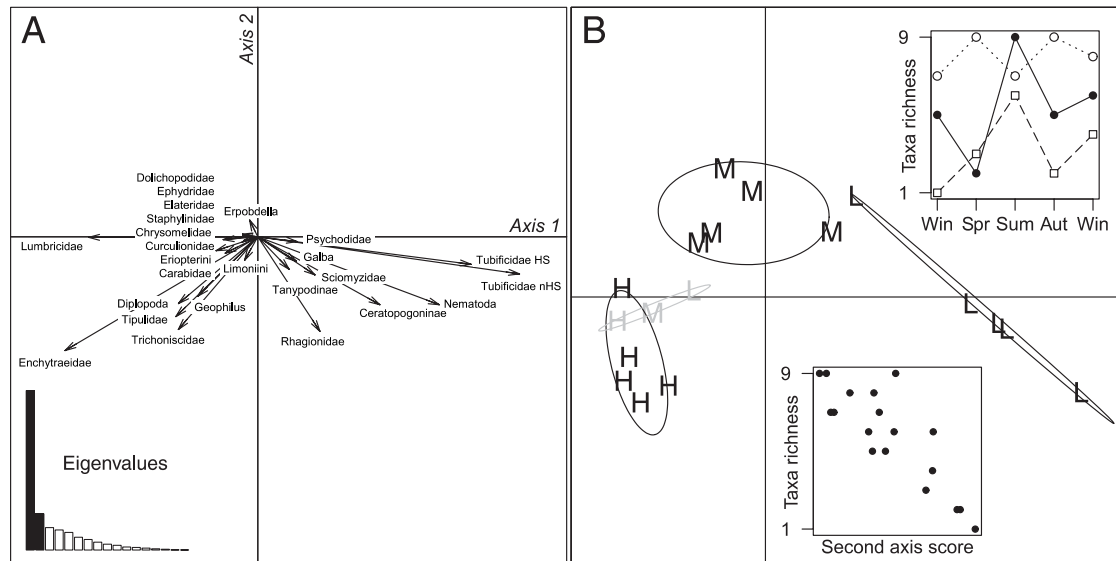 A
Axis 2
Dolichopodidae
Ephydridae
Elateridae
Staphylinidae
Erpobdella
Chrysomelidae
Axis 1
Lumbricidae
Curculionidae
Psychodidae
Eriopterini
Galba
Tubificidae HS
Carabidae
Limoniini
Sciomyzidae
Tubificidae nHS
Tanypodinae
Diplopoda
Geophilus
Nematoda
Tipulidae
Ceratopogoninae
Trichoniscidae
Rhagionidae
Enchytraeidae
Eigenvalues
B
9
Taxa richness
1
Win Spr Sum Aut Win
M
M
M
M
M
L
L
L
L
L
H
H
M
L
H
H
H
H
9
Taxa richness
1
Second axis score